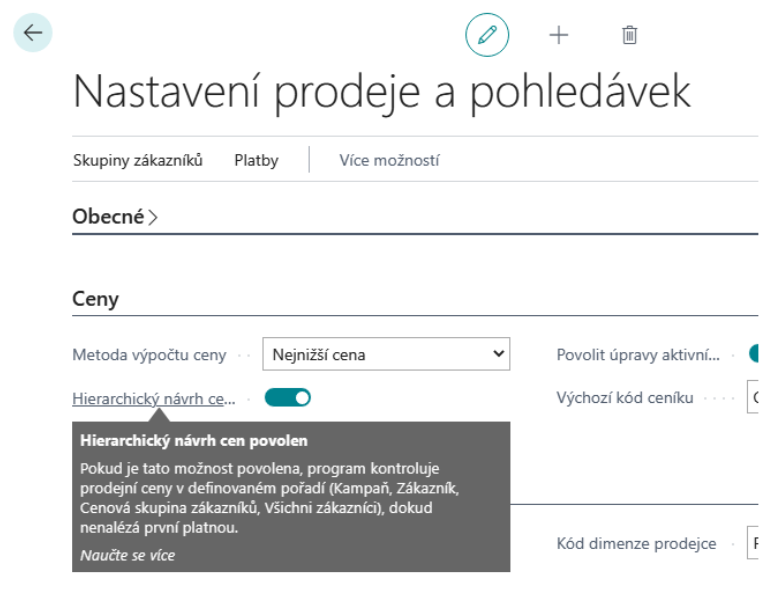 Nastavení prodeje a pohledávek
Skupiny zákazníků Platby Více možností
Obecné
Ceny
Metoda výpočtu ceny Nejnižší cena Povolit úpravy aktivní...
Hierarchický návrh ce... Výchozí kód ceníku
Hierarchický návrh cen povolen
Pokud je tato možnost povolena, program kontroluje
prodejní ceny v definovaném pořadí (Kampaň, Zákazník,
Cenová skupina zákazníků, Všichni zákazníci), dokud
nenalézá první platnou.
Naučte se více
Kód dimenze prodejce